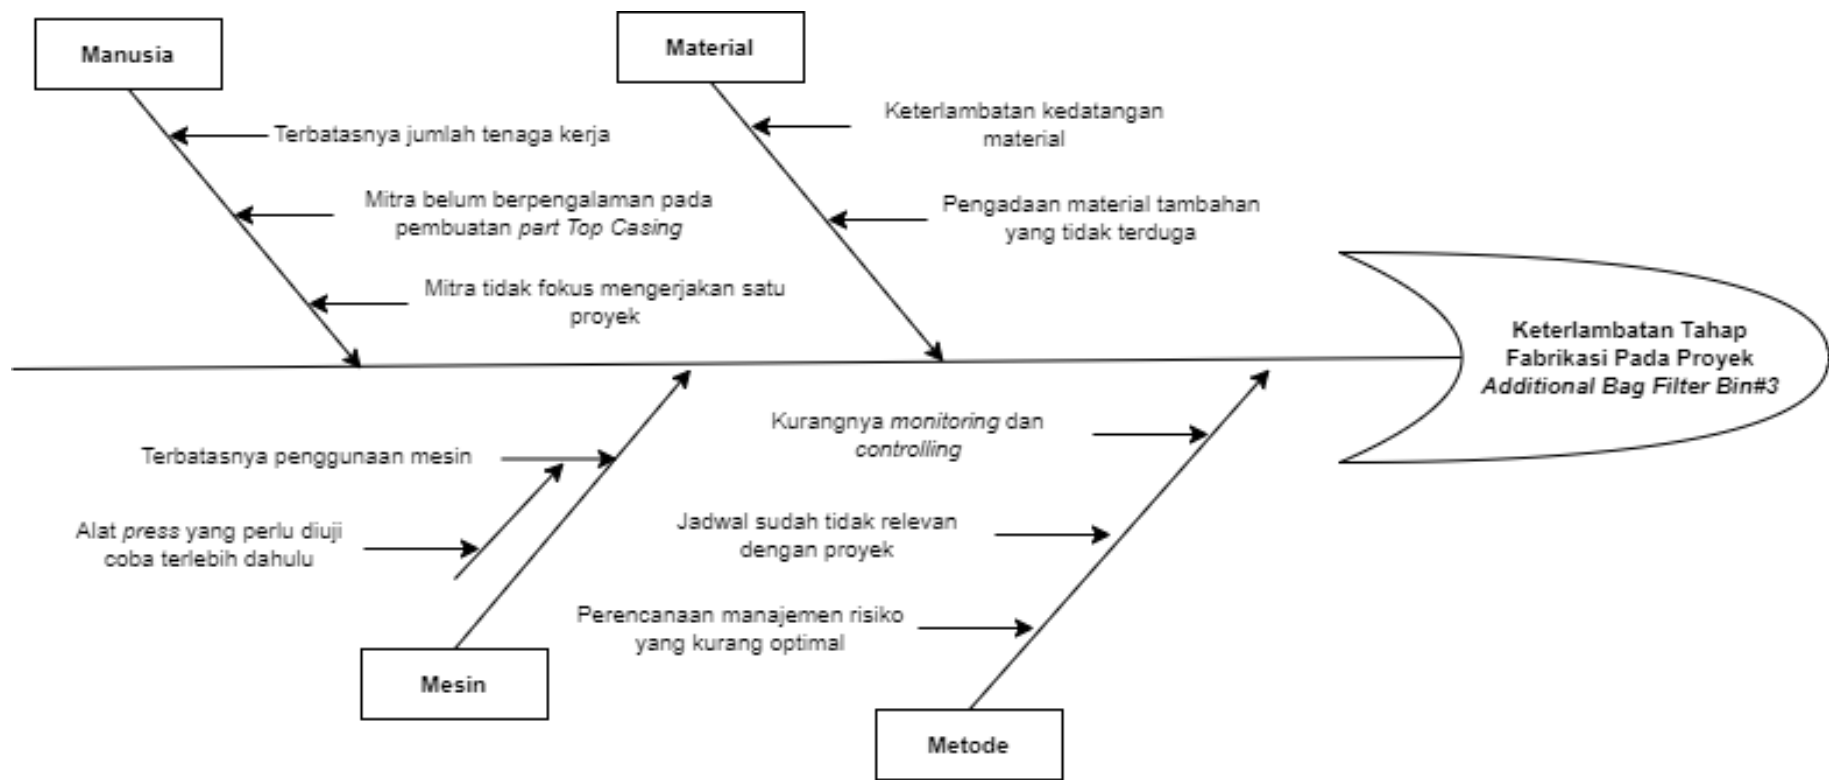 Manusia
Terbatasnya jumlah tenaga kerja
Mitra belum berpengalaman pada
pembuatan part Top Casing
Mitra tidak fokus mengerjakan satu
proyek
Material
Keterlambatan kedatangan
material
Pengadaan material tambahan
yang tidak terduga
Keterlambatan Tahap
Fabrikasi Pada Proyek
Additional Bag Filter Bin#3
Terbatasnya penggunaan mesin
Alat press yang perlu diuji
coba terlebih dahulu
Mesin
Kurangnya monitoring dan
controlling
Jadwal sudah tidak relevan
dengan proyek
Perencanaan manajemen risiko
yang kurang optimal
Metode